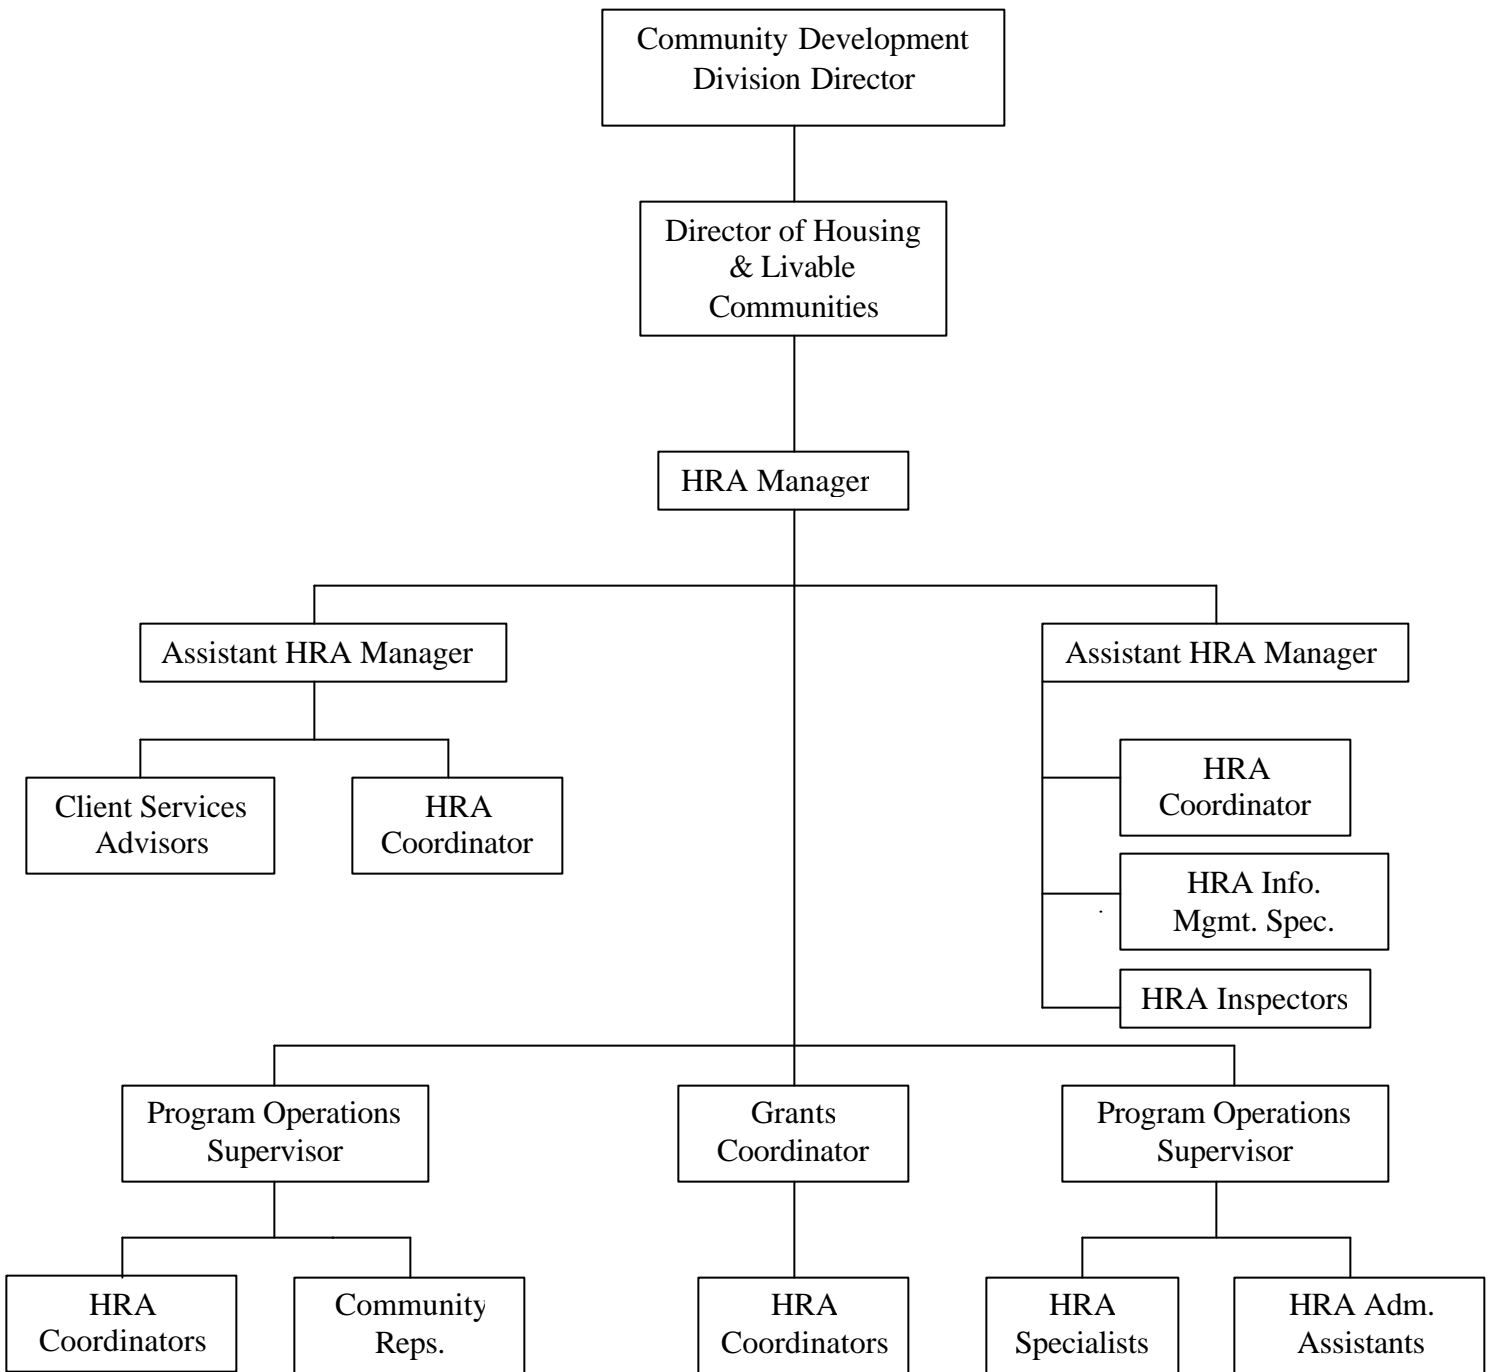 Community Development
Division Director
Director of Housing
& Livable
Communities
HRA Manager
Assistant HRA Manager
Assistant HRA Manager
Client Services
Advisors
HRA
Coordinator
HRA
Coordinator
HRA Info.
Mgmt. Spec.
HRA Inspectors
Program Operations
Supervisor
Grants
Coordinator
Program Operations
Supervisor
HRA
Coordinators
Community
Reps.
HRA
Coordinators
HRA
Specialists
HRA Adm.
Assistants